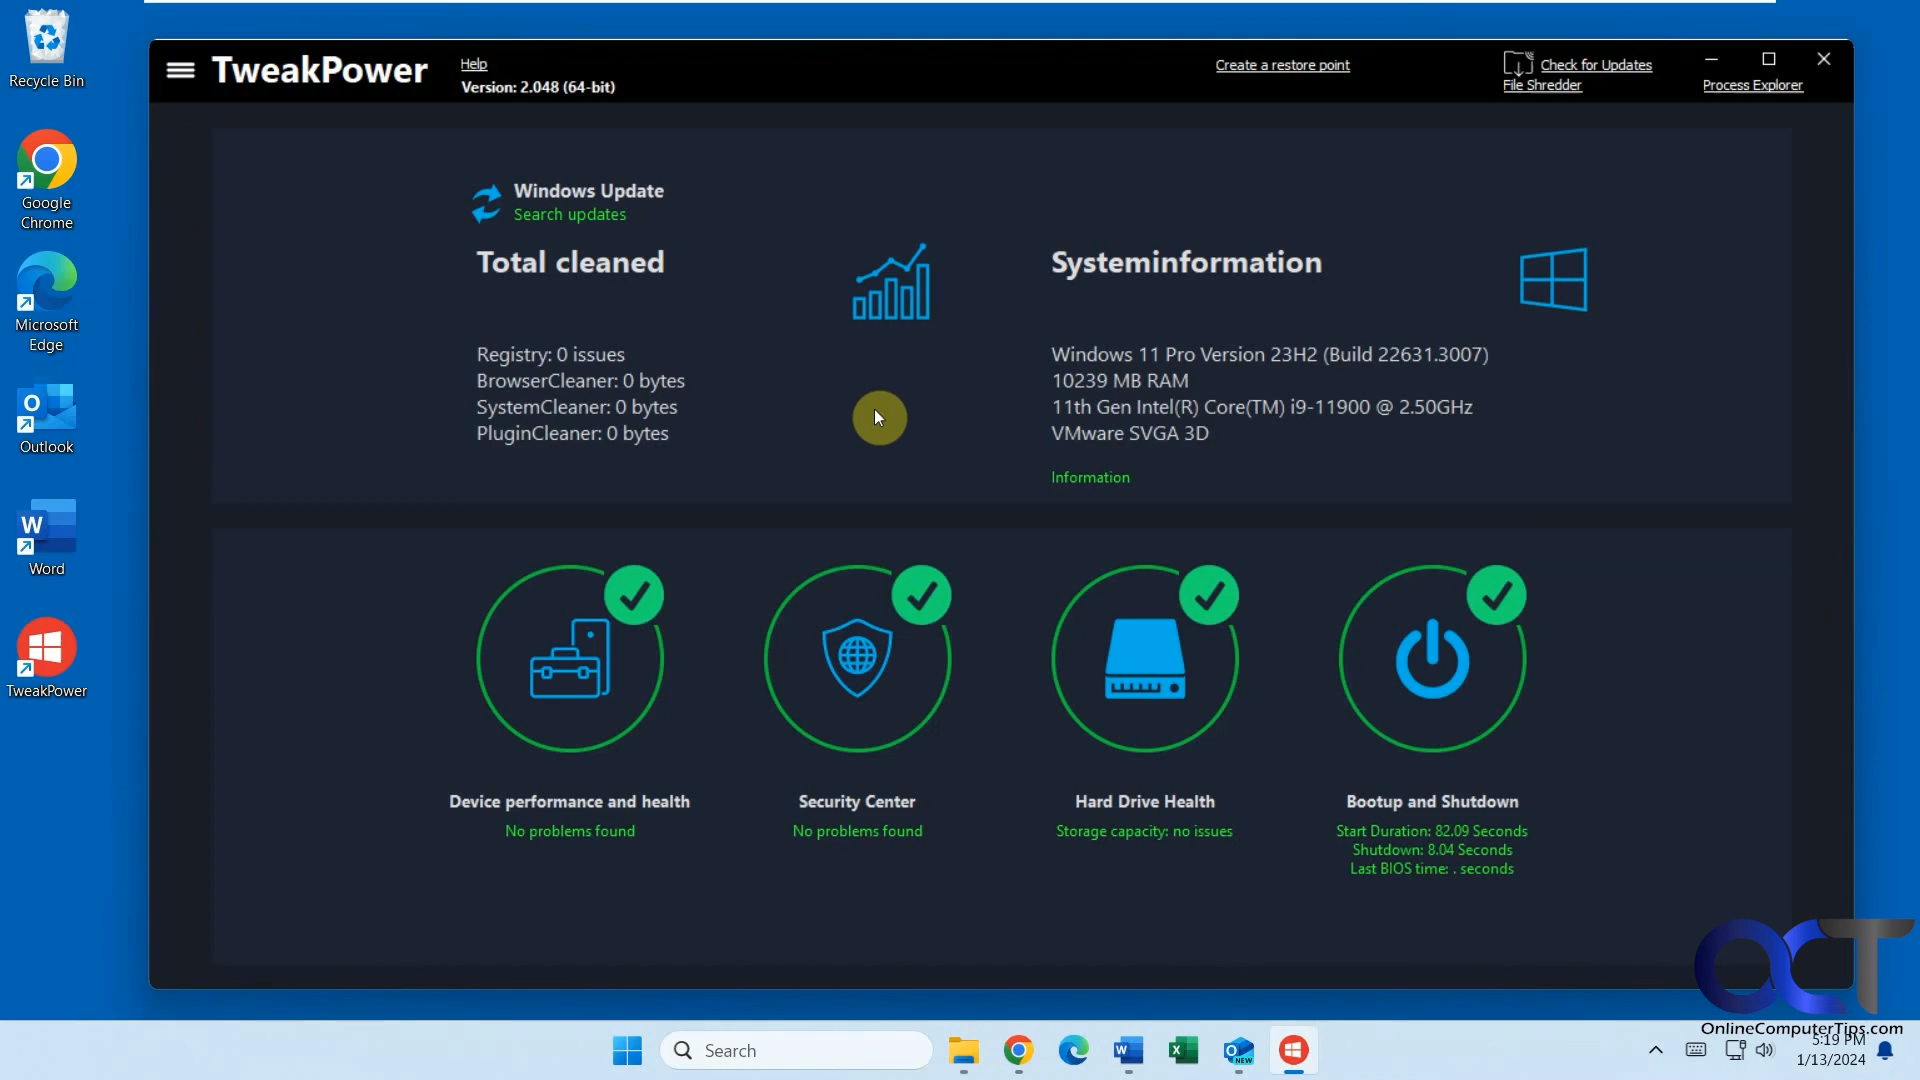 Recycle Bin
Google
Chrome
Microsoft
Edge
Outlook
Word
TweakPower
TweakPower
Help
Version: 2.048 (64-bit)
Create a restore point
Check for Updates
File Shredder
Process Explorer
Windows Update
Search updates
Total cleaned
Registry: 0 issues
BrowserCleaner: 0 bytes
SystemCleaner: 0 bytes
PluginCleaner: 0 bytes
Systeminformation
Windows 11 Pro Version 23H2 (Build 22631.3007)
10239 MB RAM
11th Gen Intel(R) Core(TM) i9-11900 @ 2.50GHz
VMware SVGA 3D
Information
Device performance and health
No problems found
Security Center
No problems found
Hard Drive Health
Storage capacity: no issues
Bootup and Shutdown
Start Duration: 82.09 Seconds
Shutdown: 8.04 Seconds
Last BIOS time: . seconds
OCT
OnlineComputerTips.com
Search
NEW
5:19 PM
1/13/2024